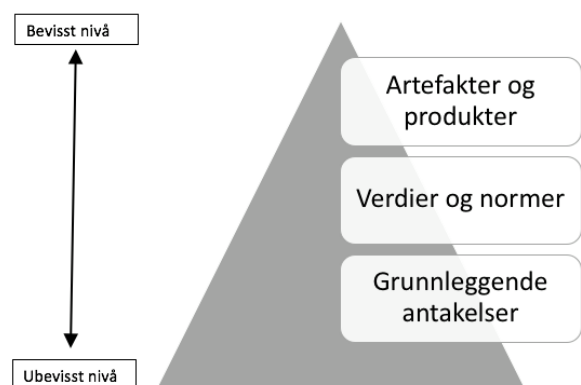 Bevisst nivå
Artefakter og
produkter
Verdier og normer
Grunnleggende
antakelser
Ubevisst nivå